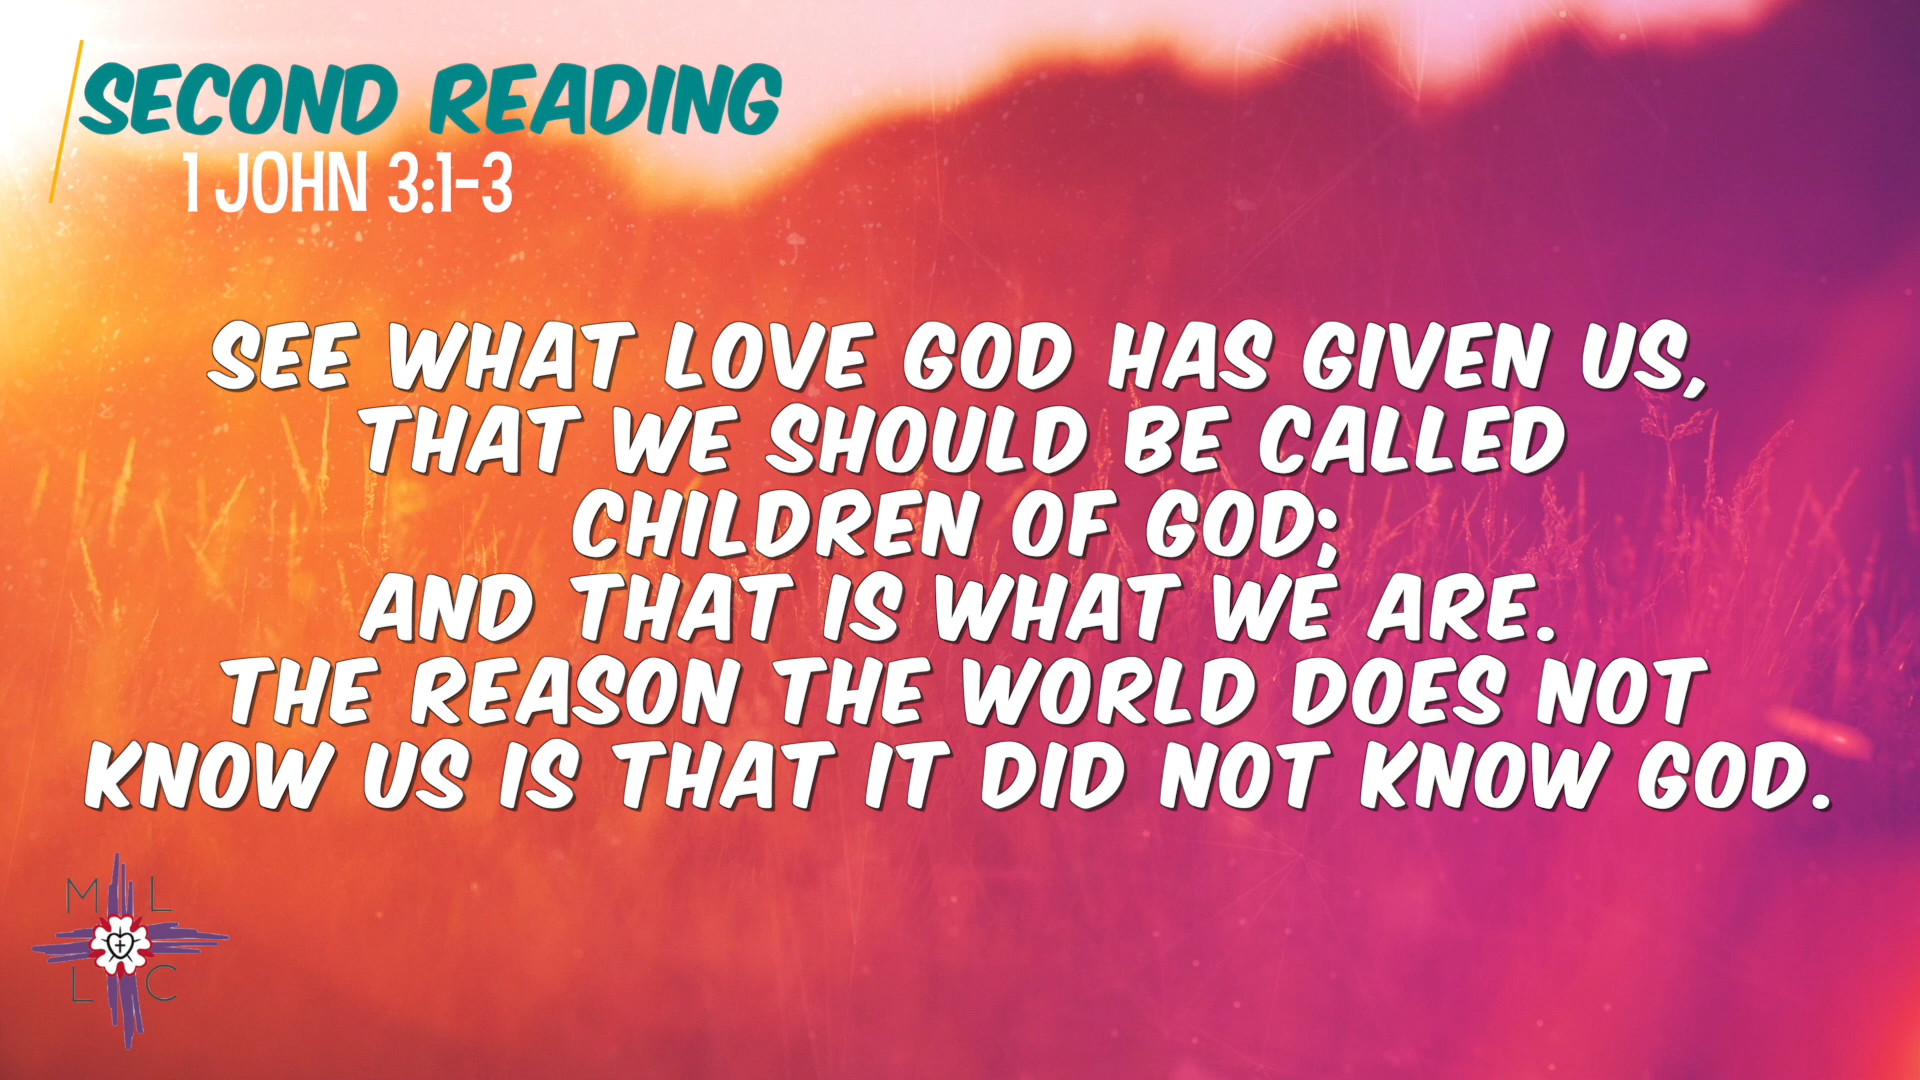 SECOND READING
1 JOHN 3:1-3
SEE WHAT LOVE GOD HAS GIVEN US,
THAT WE SHOULD BE CALLED
CHILDREN OF GOD;
AND THAT IS WHAT WE ARE.
THE REASON THE WORLD DOES NOT
KNOW US IS THAT IT DID NOT KNOW GOD.
M L
L C